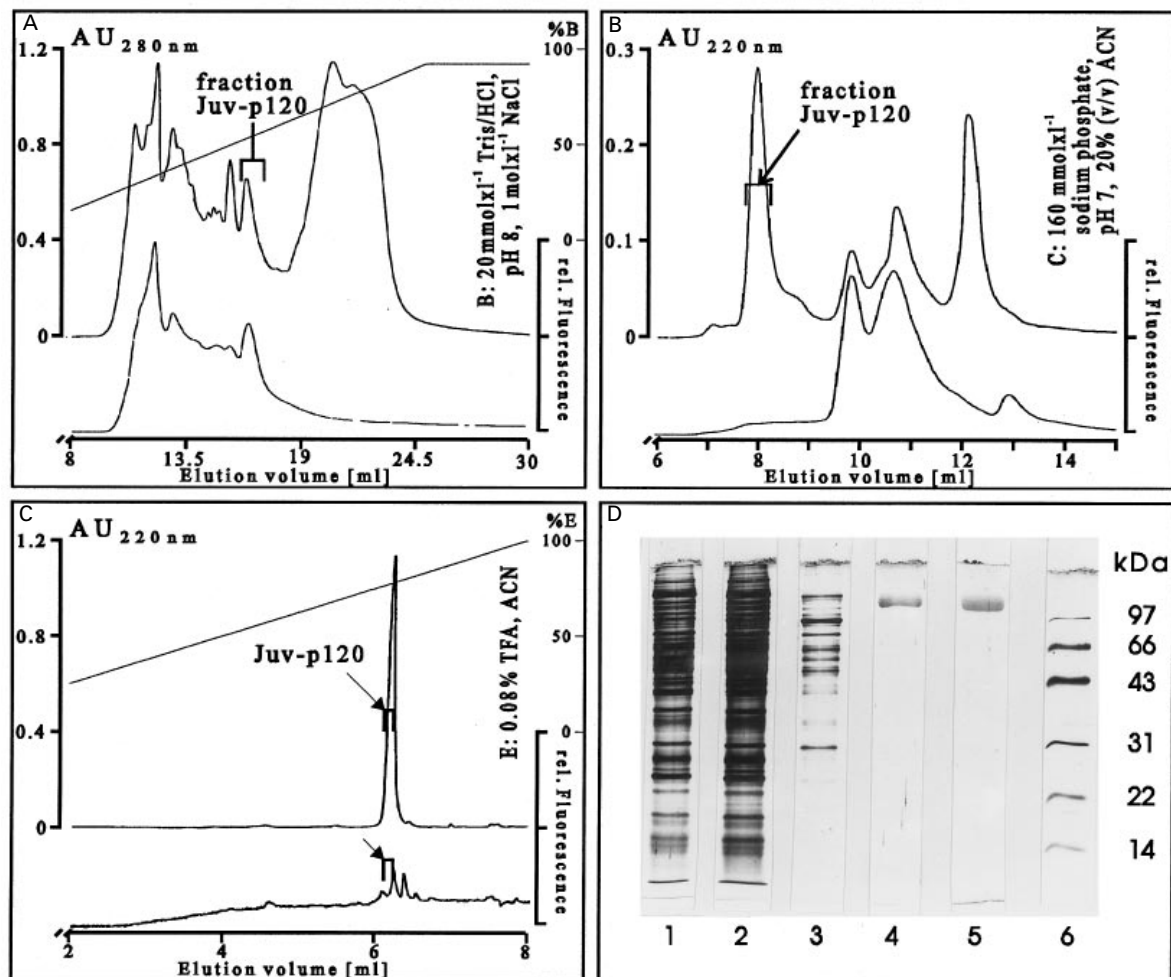 A
AU 280 nm
%B
1.2
100
fraction
Juv-p120
0.8
50
0.4
0
0
B: 20mmolxl⁻¹ Tris/HCl,
pH 8, 1molxl⁻¹ NaCl
rel. Fluorescence
8
13.5
19
24.5
30
Elution volume [ml]
B
AU 220 nm
0.3
fraction
Juv-p120
0.2
0.1
0
C: 160 mmolxl⁻¹
sodium phosphate,
pH 7, 20% (v/v) ACN
rel. Fluorescence
6
8
10
12
14
Elution volume [ml]
C
AU 220 nm
%E
1.2
100
0.8
50
Juv-p120
0.4
0
0
E: 0.08% TFA, ACN
rel. Fluorescence
2
4
6
8
Elution volume [ml]
D
kDa
97
66
43
31
22
14
1
2
3
4
5
6